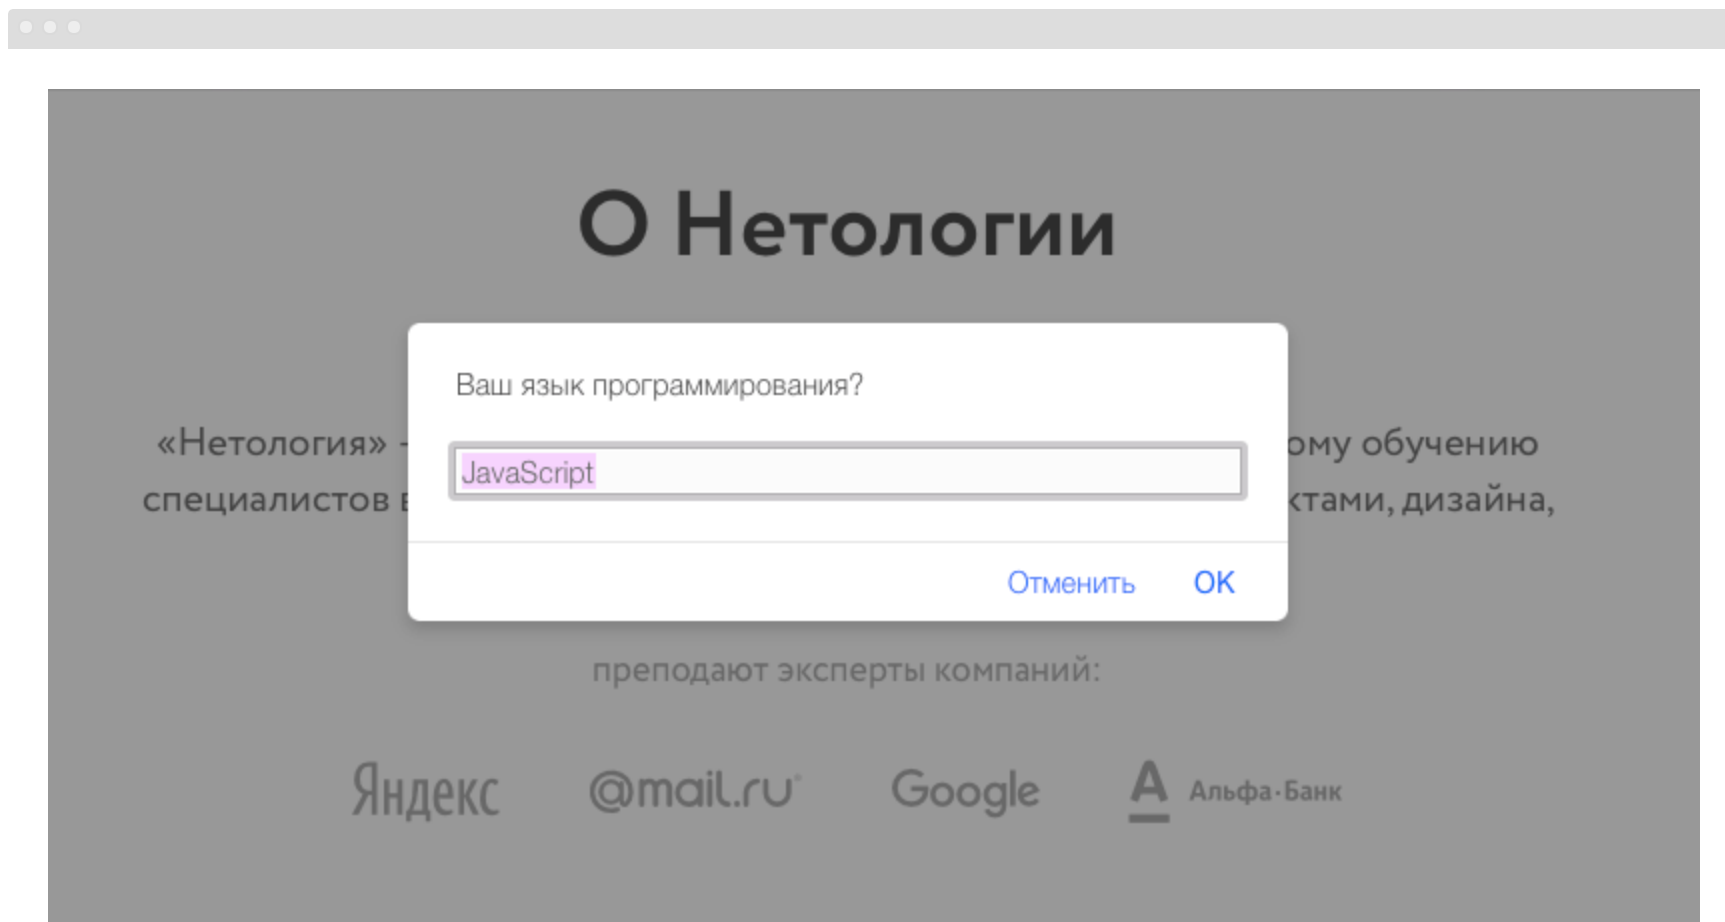 О Нетологии
Ваш язык программирования?
«Нетология» -
ому обучению
JavaScript
специалистов в
ктами, дизайна,
Отменить
OK
преподают эксперты компаний:
Яндекс
@mail.ru
Google
А Альфа·Банк